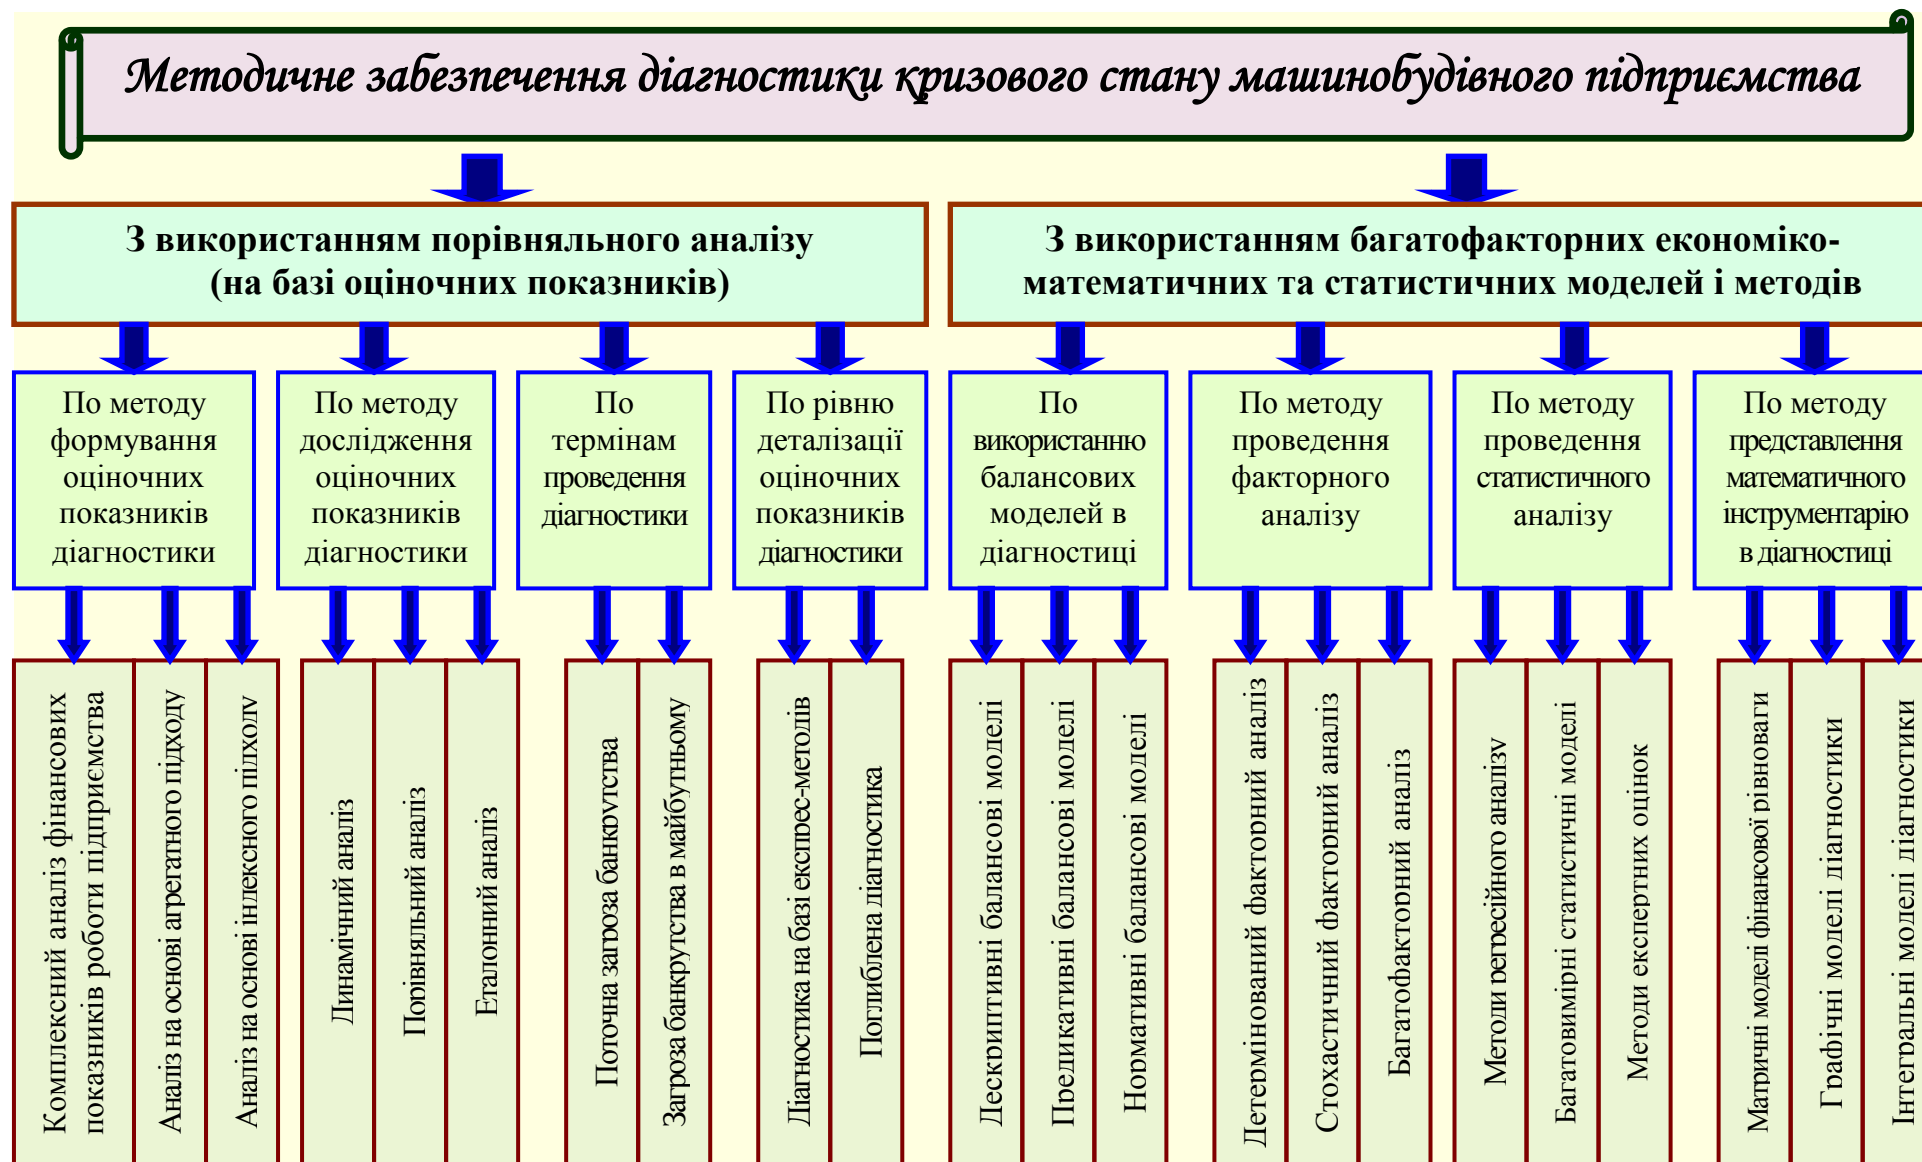 Методичне забезпечення діагностики кризового стану машинобудівного підприємства
З використанням порівняльного аналізу
(на базі оціночних показників)
З використанням багатофакторних економіко-
математичних та статистичних моделей і методів
По методу
формування
оціночних
показників
діагностики
По методу
дослідження
оціночних
показників
діагностики
По
термінам
проведення
діагностики
По рівню
деталізації
оціночних
показників
діагностики
По
використанню
балансових
моделей в
діагностиці
По методу
проведення
факторного
аналізу
По методу
проведення
статистичного
аналізу
По методу
представлення
математичного
інструментарію
в діагностиці
Комплексний аналіз фінансових
показників роботи підприємства
Аналіз на основі агрегатного підходу
Аналіз на основі індексного підходу
Динамічний аналіз
Порівняльний аналіз
Еталонний аналіз
Поточна загроза банкрутства
Загроза банкрутства в майбутньому
Діагностика на базі експрес-методів
Поглиблена діагностика
Дескриптивні балансові моделі
Предикативні балансові моделі
Нормативні балансові моделі
Детермінований факторний аналіз
Стохастичний факторний аналіз
Багатофакторний аналіз
Методи регресійного аналізу
Багатовимірні статистичні моделі
Методи експертних оцінок
Матричні моделі фінансової рівноваги
Графічні моделі діагностики
Інтегральні моделі діагностики